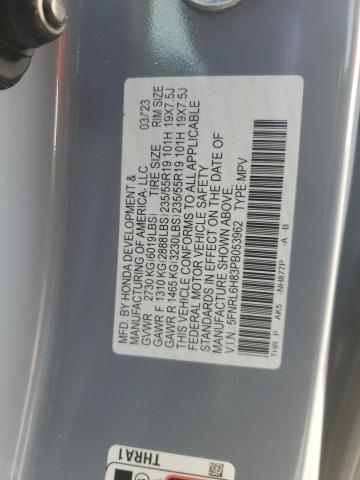 MFD. BY HONDA DEVELOPMENT &
MANUFACTURING OF AMERICA, LLC 03/23
GVWR 2730 KG(6019LBS) TIRE SIZE RIM SIZE
GAWR F 1310 KG(2888LBS)235/55R19 101H 19X7.5J
GAWR R 1465 KG(3230LBS)235/55R19 101H 19X7.5J
THIS VEHICLE CONFORMS TO ALL APPLICABLE
FEDERAL MOTOR VEHICLE SAFETY
STANDARDS IN EFFECT ON THE DATE OF
MANUFACTURE SHOWN ABOVE.
V.I.N. 5FNRL6H83PB053962 TYPE:MPV
THR P AK5 NH877P -A -B
THRA1